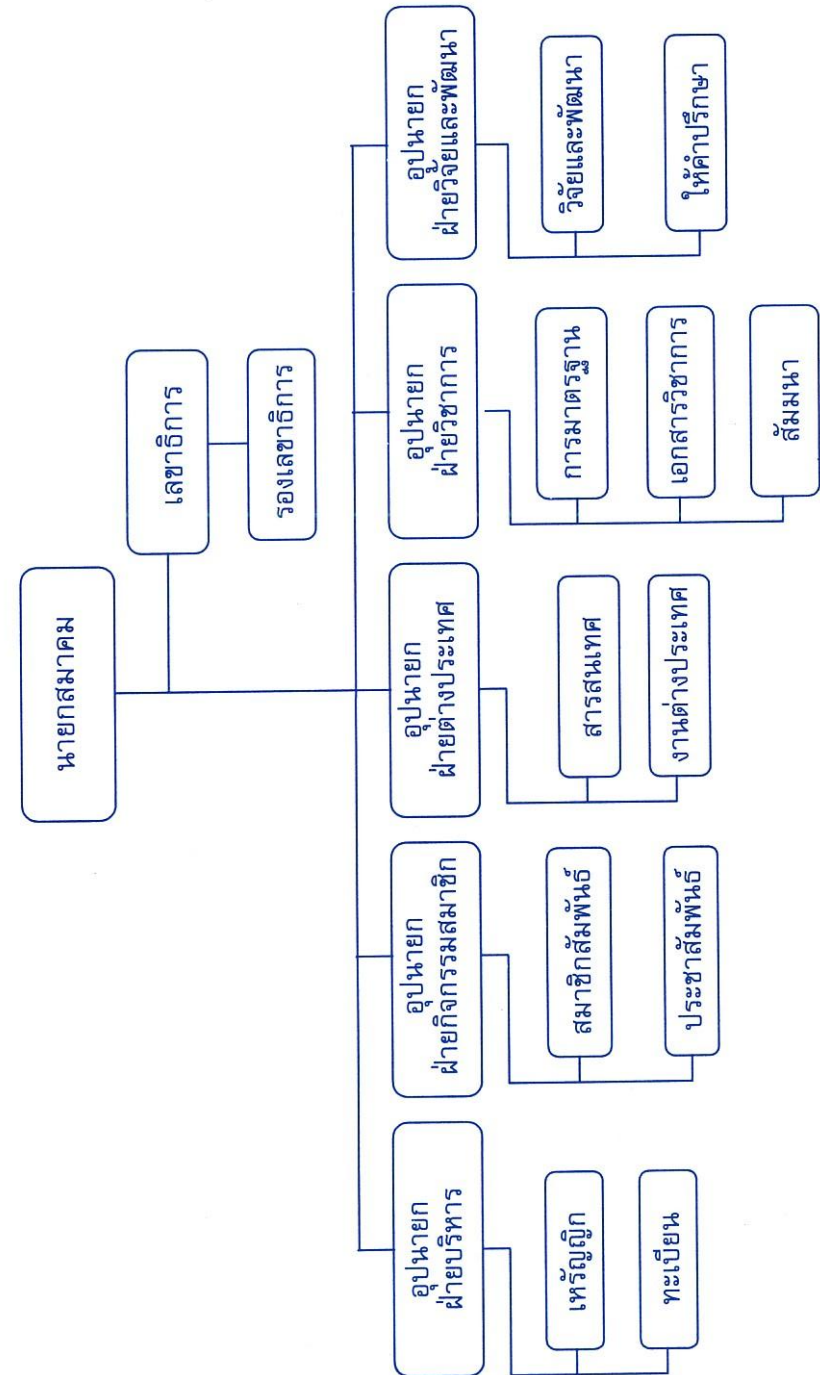 นายกสมาคม
เลขาธิการ
รองเลขาธิการ
อุปนายก
ฝ่ายบริหาร
เหรัญญิก
ทะเบียน
อุปนายก
ฝ่ายกิจกรรมสมาชิก
สมาชิกสัมพันธ์
ประชาสัมพันธ์
อุปนายก
ฝ่ายต่างประเทศ
สารสนเทศ
งานต่างประเทศ
อุปนายก
ฝ่ายวิชาการ
การมาตรฐาน
เอกสารวิชาการ
สัมมนา
อุปนายก
ฝ่ายวิจัยและพัฒนา
วิจัยและพัฒนา
ให้คำปรึกษา